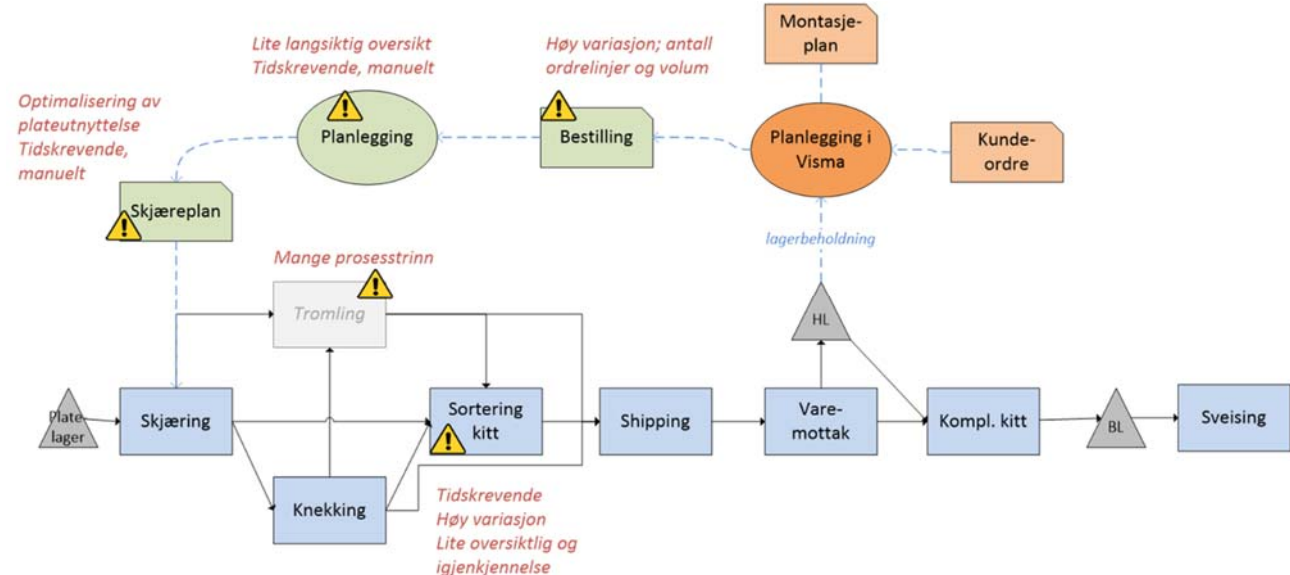 Montasje-
plan
Lite langsiktig oversikt
Tidskrevende, manuelt
Høy variasjon; antall
ordrelinjer og volum
Optimalisering av
plateutnyttelse
Tidskrevende,
manuelt
Planlegging
Bestilling
Planlegging i
Visma
Kunde-
ordre
Skjæreplan
lagerbeholdning
Mange prosesstrinn
Tromling
HL
Plate
lager
Skjæring
Sortering
kitt
Shipping
Vare-
mottak
Kompl. kitt
BL
Sveising
Knekking
Tidskrevende
Høy variasjon
Lite oversiktlig og
igjenkjennelse